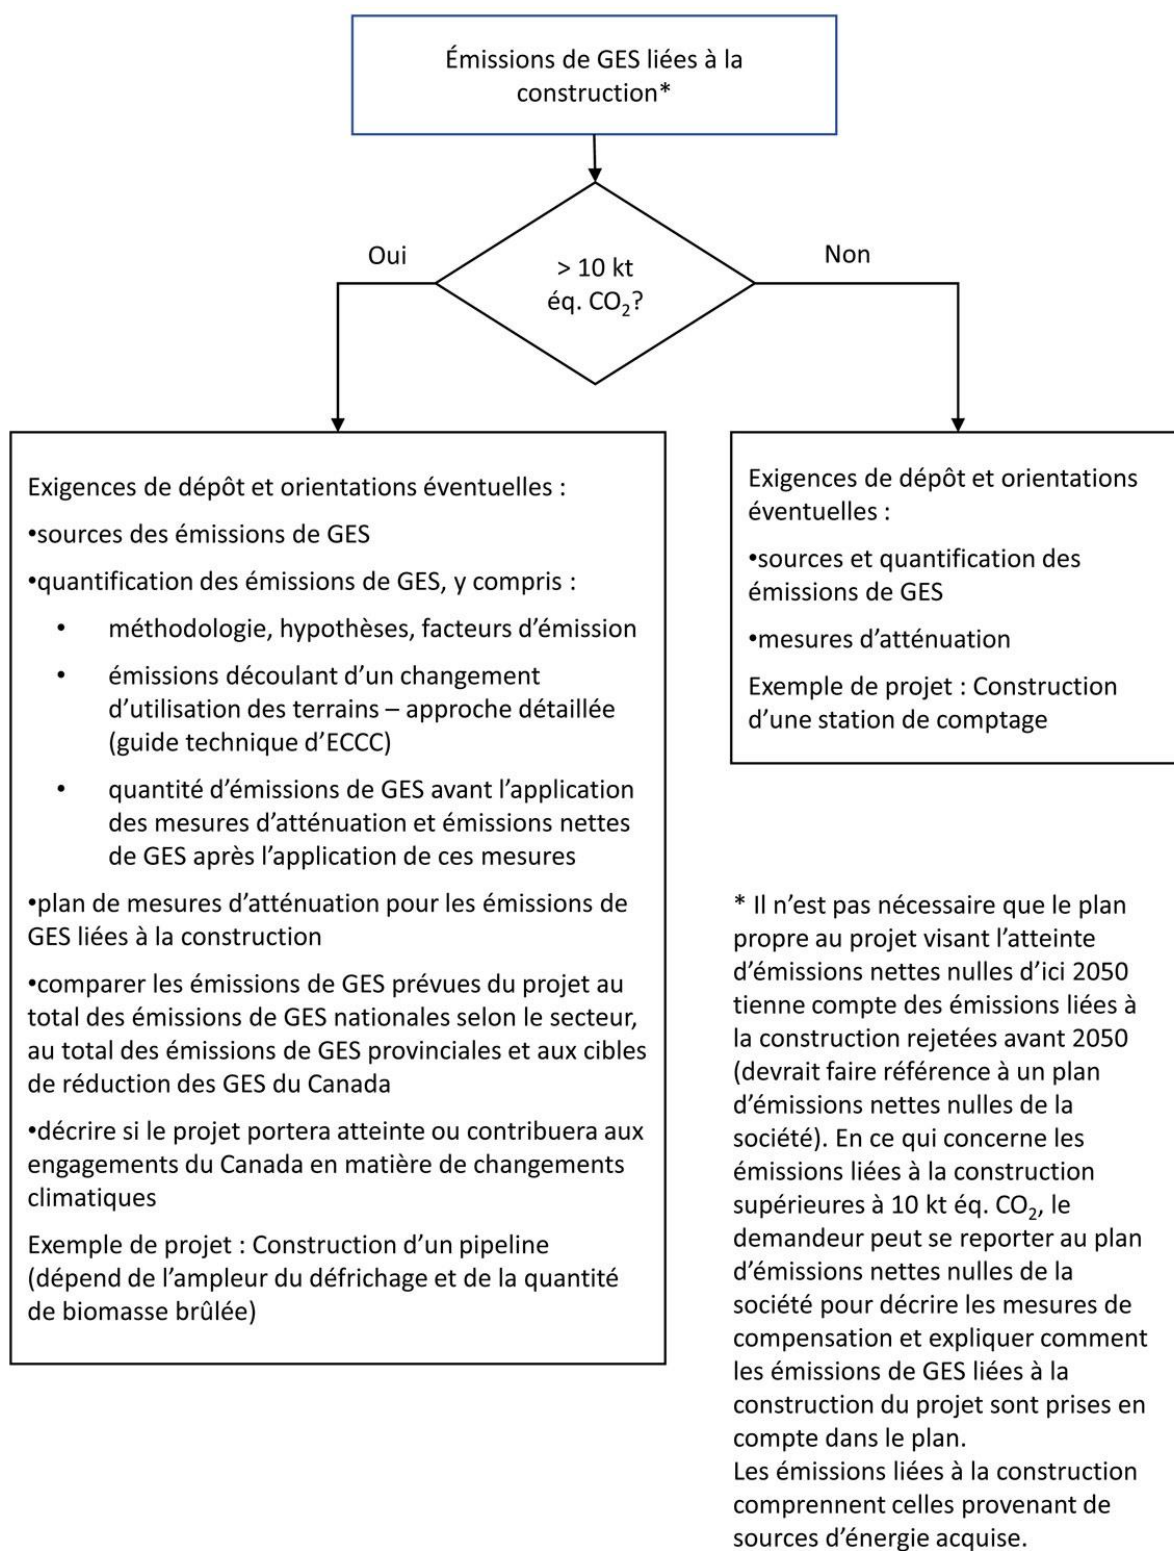 Émissions de GES liées à la
construction*
Oui
> 10 kt
éq. CO₂?
Non
Exigences de dépôt et orientations éventuelles :
•sources des émissions de GES
•quantification des émissions de GES, y compris :
• méthodologie, hypothèses, facteurs d’émission
• émissions découlant d’un changement
d’utilisation des terrains – approche détaillée
(guide technique d’ECCC)
• quantité d’émissions de GES avant l’application
des mesures d’atténuation et émissions nettes
de GES après l’application de ces mesures
•plan de mesures d’atténuation pour les émissions de
GES liées à la construction
•comparer les émissions de GES prévues du projet au
total des émissions de GES nationales selon le secteur,
au total des émissions de GES provinciales et aux cibles
de réduction des GES du Canada
•décrire si le projet portera atteinte ou contribuera aux
engagements du Canada en matière de changements
climatiques
Exemple de projet : Construction d’un pipeline
(dépend de l’ampleur du défrichage et de la quantité
de biomasse brûlée)
Exigences de dépôt et orientations
éventuelles :
•sources et quantification des
émissions de GES
•mesures d’atténuation
Exemple de projet : Construction
d’une station de comptage
* Il n’est pas nécessaire que le plan
propre au projet visant l’atteinte
d’émissions nettes nulles d’ici 2050
tienne compte des émissions liées à
la construction rejetées avant 2050
(devrait faire référence à un plan
d’émissions nettes nulles de la
société). En ce qui concerne les
émissions liées à la construction
supérieures à 10 kt éq. CO₂, le
demandeur peut se reporter au plan
d’émissions nettes nulles de la
société pour décrire les mesures de
compensation et expliquer comment
les émissions de GES liées à la
construction du projet sont prises en
compte dans le plan.
Les émissions liées à la construction
comprennent celles provenant de
sources d’énergie acquise.